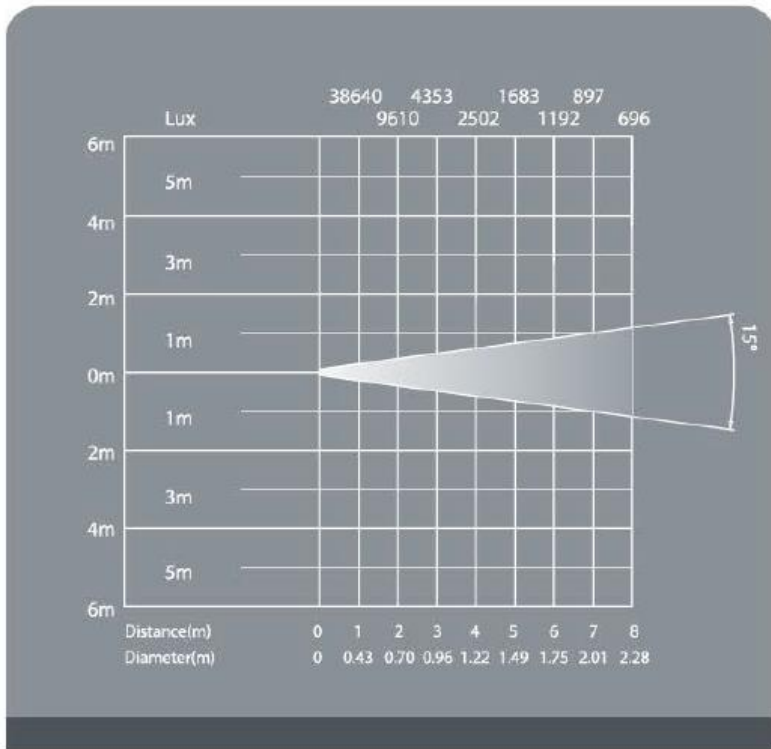 38640 4353 1683 897
Lux 9610 2502 1192 696
6m
5m
4m
3m
2m
1m
0m
1m
2m
3m
4m
5m
6m
15°
Distance(m) 0 1 2 3 4 5 6 7 8
Diameter(m) 0 0.43 0.70 0.96 1.22 1.49 1.75 2.01 2.28